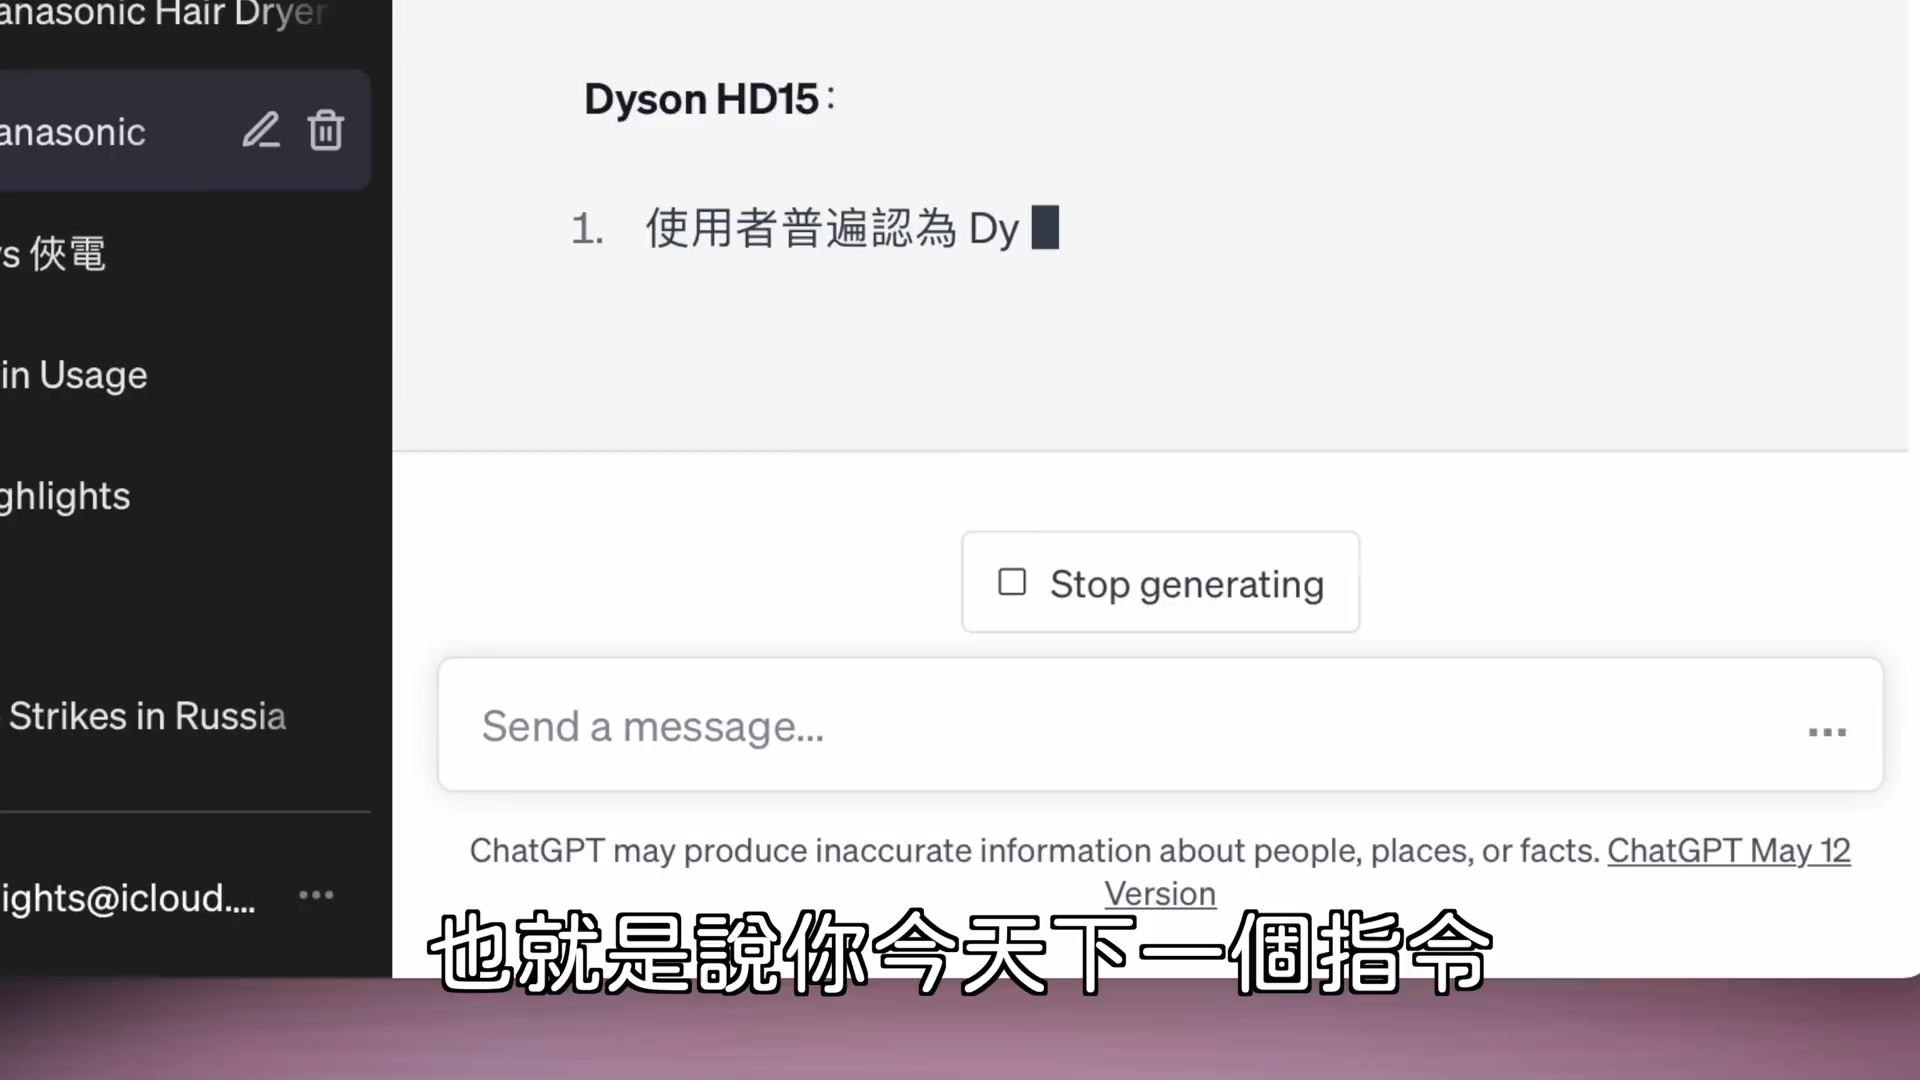 anasonic Hair Dryer
anasonic
vs 俠電
in Usage
ghlights
Strikes in Russia
ights@icloud....
Dyson HD15：
1. 使用者普遍認為 Dy
Stop generating
Send a message...
ChatGPT may produce inaccurate information about people, places, or facts. ChatGPT May 12
Version
也就是說你今天下一個指令